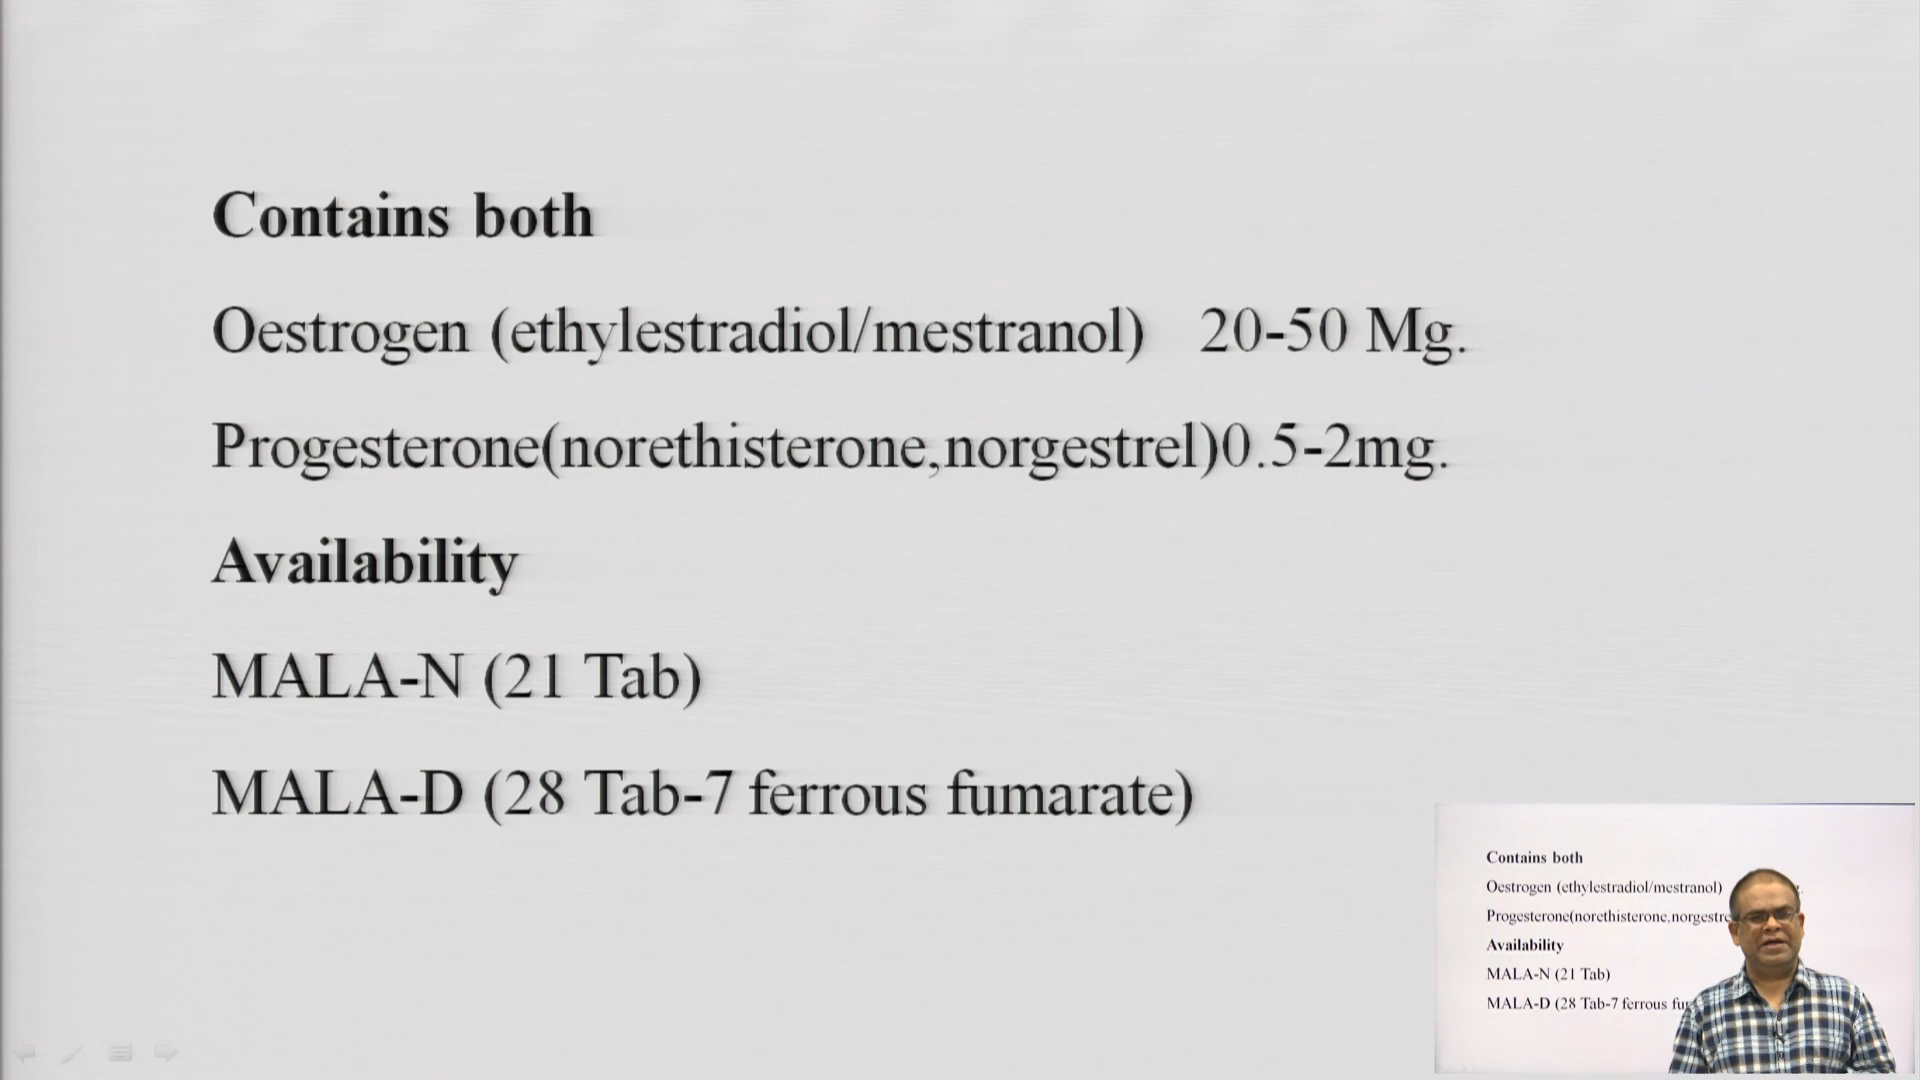 Contains both
Oestrogen (ethylestradiol/mestranol) 20-50 Mg.
Progesterone(norethisterone,norgestrel)0.5-2mg.
Availability
MALA-N (21 Tab)
MALA-D (28 Tab-7 ferrous fumarate)
Contains both
Oestrogen (ethylestradiol/mestranol)
Progesterone(norethisterone,norgestre
Availability
MALA-N (21 Tab)
MALA-D (28 Tab-7 ferrous fu